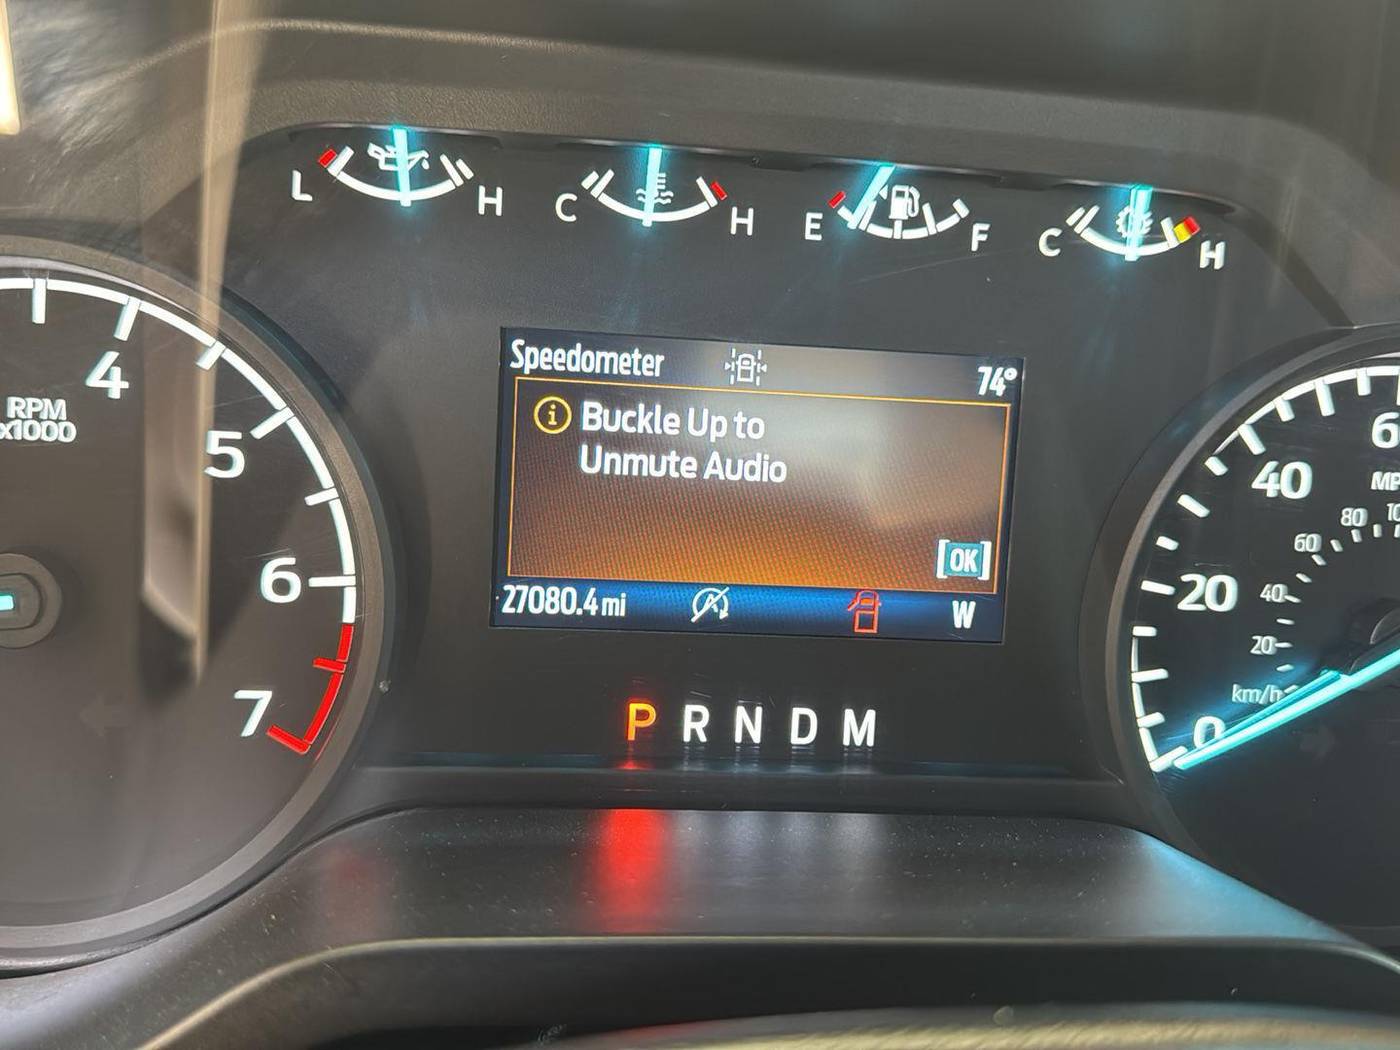 L H C H E F C H
Speedometer 74°
Buckle Up to
Unmute Audio
[OK]
27080.4 mi W
P R N D M
4
RPM
x1000
5
6
7
0
20
40
km/h
20
40
60
80